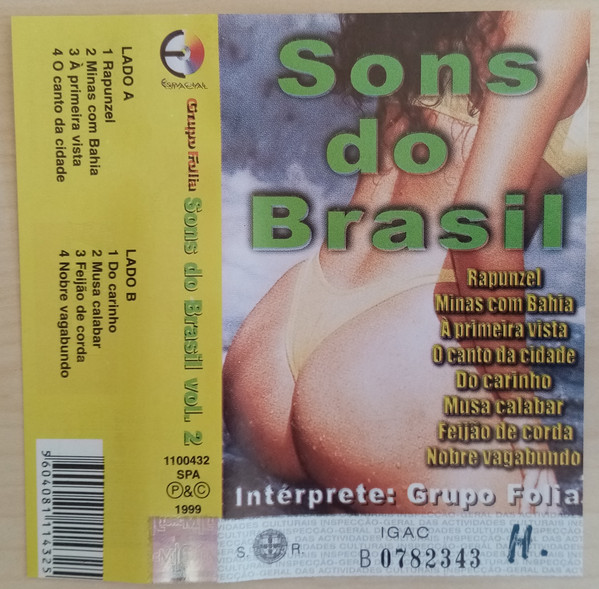 LADO A
1 Rapunzel
2 Minas com Bahia
3 À primeira vista
4 O canto da cidade
LADO B
1 Do carinho
2 Musa calabar
3 Feijão de corda
4 Nobre vagabundo
5604081114325
Grupo Folia Sons do Brasil vol. 2
1100432
SPA
Ⓟ&Ⓒ
1999
Sons
do
Brasil
Rapunzel
Minas com Bahia
À primeira vista
O canto da cidade
Do carinho
Musa calabar
Feijão de corda
Nobre vagabundo
Intérprete: Grupo Folia
IGAC
S. R.
B 0782343
H.